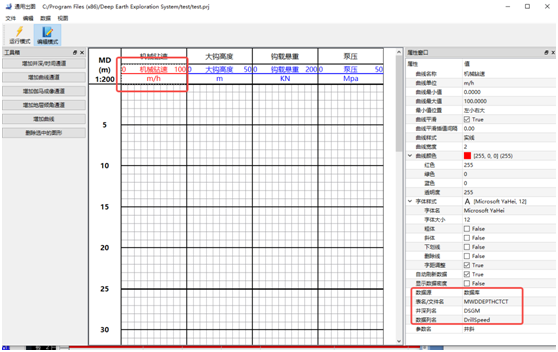 通用出图 C:/Program Files (x86)/Deep Earth Exploration System/test/test.prj
文件 编辑 数据 视图
运行模式 编辑模式
工具箱
增加井深/时间道道
增加曲线道道
增加伽马成像道道
增加地层倾角道道
增加曲线
删除选中的图形
MD
(m)
1:200
机械钻速
0 机械钻速 100
m/h
大钩高度
0 大钩高度 50
m
钩载悬重
0 钩载悬重 200
KN
泵压
0 泵压 50
Mpa
5
10
15
20
25
30
属性窗口
属性 值
曲线名称 机械钻速
曲线单位 m/h
曲线最小值 0.0000
曲线最大值 100.0000
最小值位置 左小右大
曲线平滑 True
曲线平滑插值间隔 0.00
曲线样式 实线
曲线宽度 2
曲线颜色 [255, 0, 0] (255)
红色 255
绿色 0
蓝色 0
透明度 255
字体样式 A [Microsoft YaHei, 12]
字体名 Microsoft YaHei
字体大小 12
粗体 False
斜体 False
下划线 False
删除线 False
字距调整 True
自动刷新数据 True
显示数据密度 False
数据源 数据库
表名/文件名 MWDDEPTHCTCT
井深列名 DSGM
数据列名 DrillSpeed
参数名 井斜